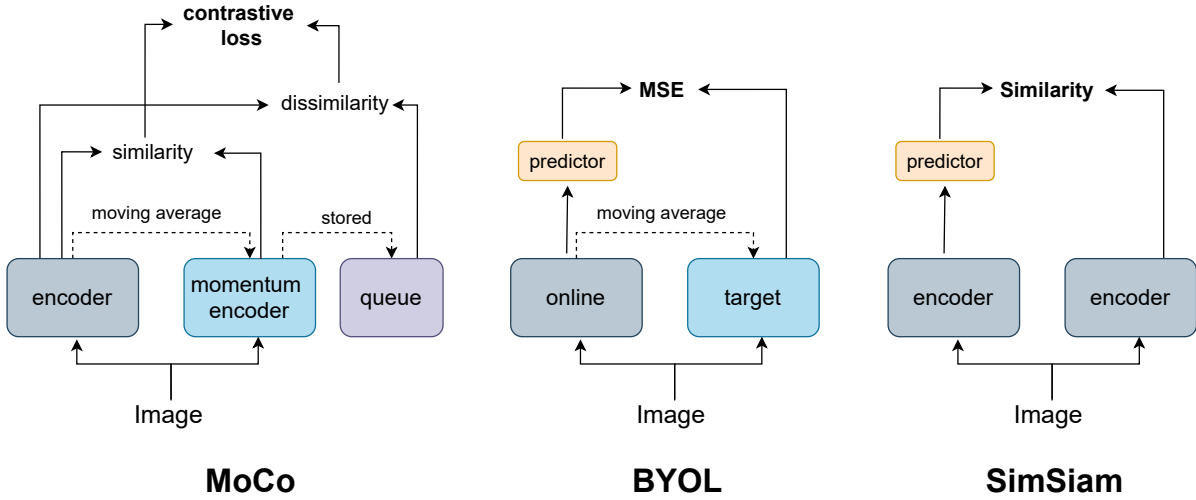 contrastive
loss
dissimilarity
similarity
moving average
stored
encoder
momentum
encoder
queue
Image
MoCo
MSE
predictor
moving average
online
target
Image
BYOL
Similarity
predictor
encoder
encoder
Image
SimSiam